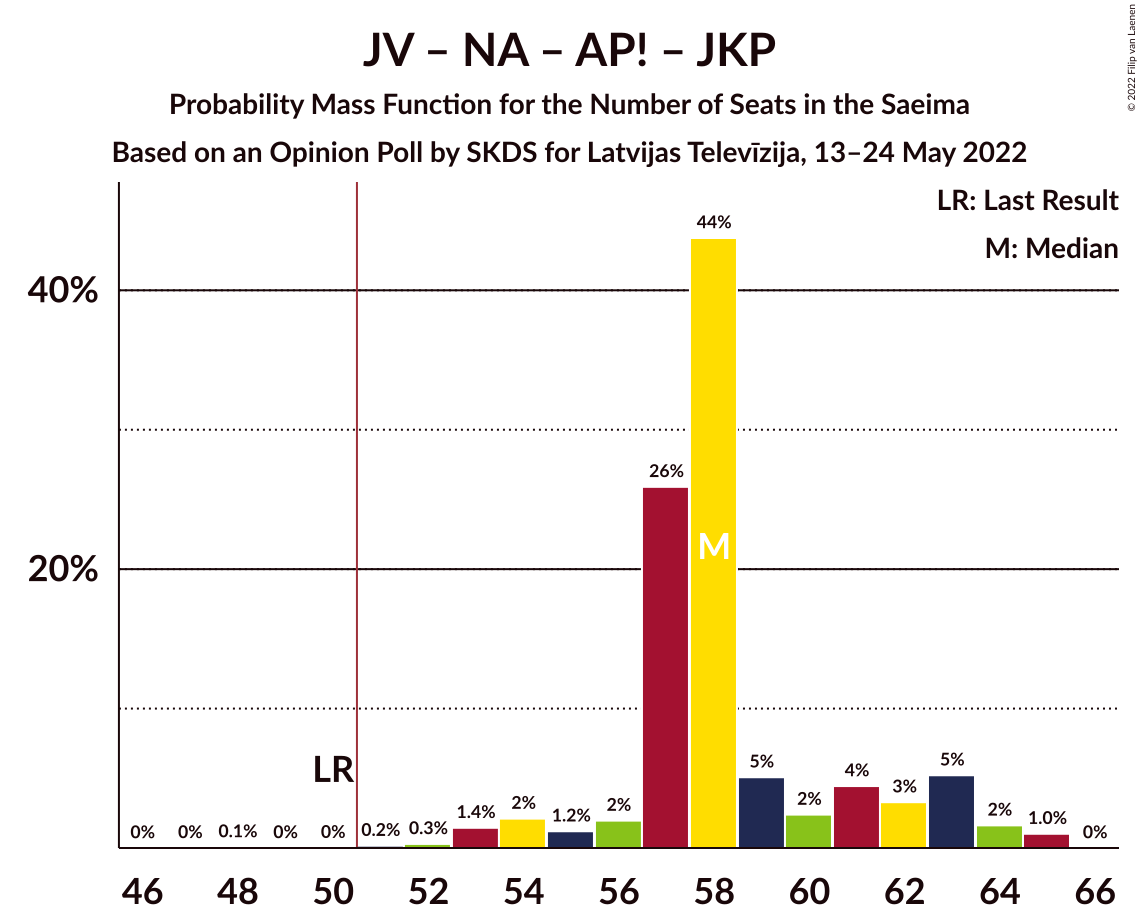 JV – NA – AP! – JKP
Probability Mass Function for the Number of Seats in the Saeima
Based on an Opinion Poll by SKDS for Latvijas Televīzija, 13–24 May 2022
© 2022 Filip van Laenen
LR: Last Result
M: Median
44%
40%
26%
M
20%
LR
0% 0% 0.1% 0% 0% 0.2% 0.3% 1.4% 2% 1.2% 2% 5% 2% 4% 3% 5% 2% 1.0% 0%
46 48 50 52 54 56 58 60 62 64 66